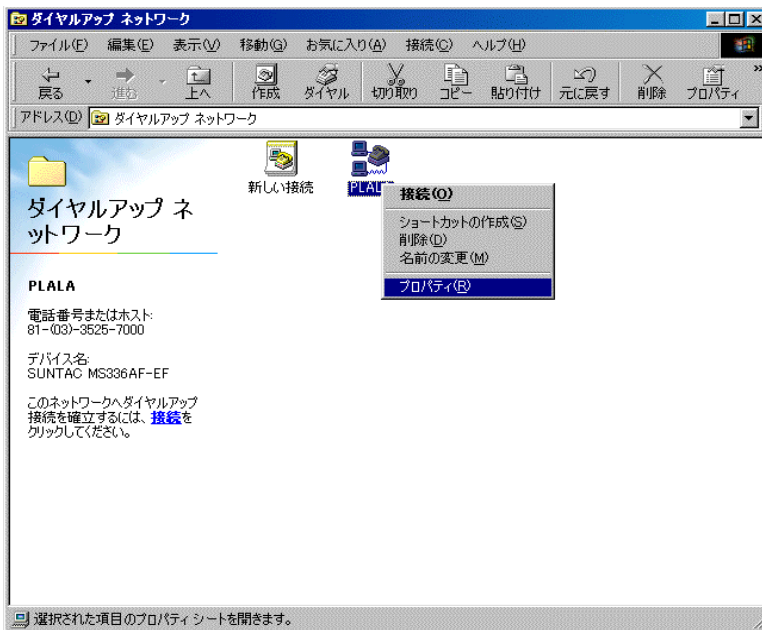 ダイヤルアップ ネットワーク
ファイル(F) 編集(E) 表示(V) 移動(G) お気に入り(A) 接続(C) ヘルプ(H)
戻る 進む 上へ 作成 ダイヤル 切り取り コピー 貼り付け 元に戻す 削除 プロパティ »
アドレス(D) ダイヤルアップ ネットワーク
新しい接続
接続(O)
ショートカットの作成(S)
削除(D)
名前の変更(M)
プロパティ(R)
ダイヤルアップ ネ
ットワーク
PLALA
電話番号またはホスト:
81-(03)-3525-7000
デバイス名:
SUNTAC MS336AF-EF
このネットワークへダイヤルアップ
接続を確立するには、接続を
クリックしてください。
選択された項目のプロパティ シートを開きます。